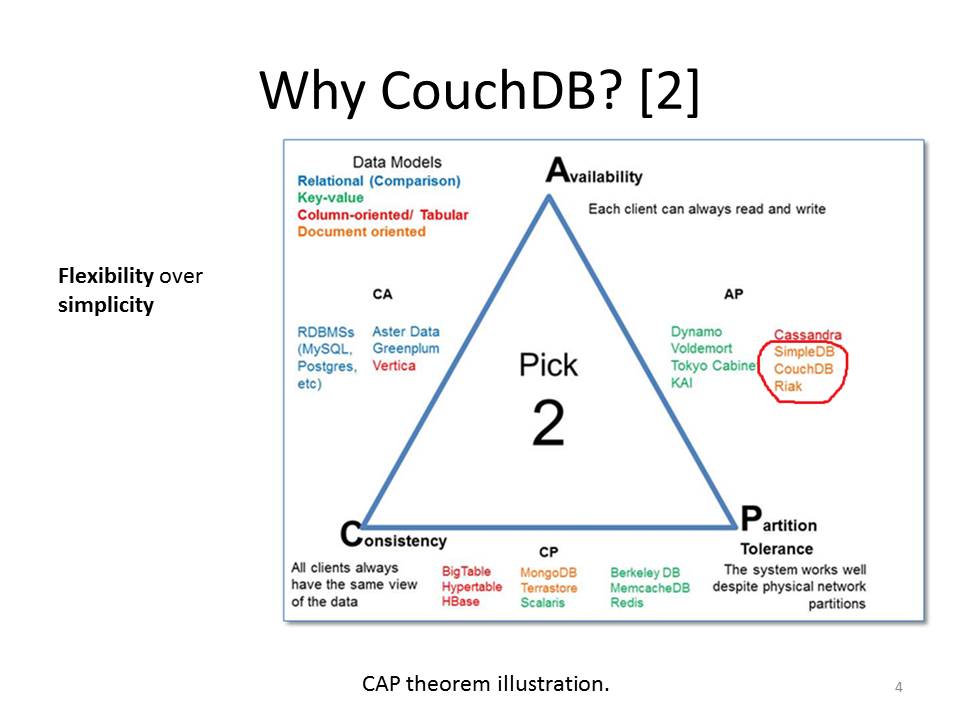 Why CouchDB? [2]
Flexibility over
simplicity
Data Models
Relational (Comparison)
Key-value
Column-oriented/ Tabular
Document oriented
Availability
Each client can always read and write
CA
RDBMSs
(MySQL,
Postgres,
etc)
Aster Data
Greenplum
Vertica
AP
Dynamo
Voldemort
Tokyo Cabine
KAI
Cassandra
SimpleDB
CouchDB
Riak
Pick
2
Consistency
All clients always
have the same view
of the data
CP
BigTable
Hypertable
HBase
MongoDB
Terrastore
Scalaris
Berkeley DB
MemcacheDB
Redis
Partition
Tolerance
The system works well
despite physical network
partitions
CAP theorem illustration.
4